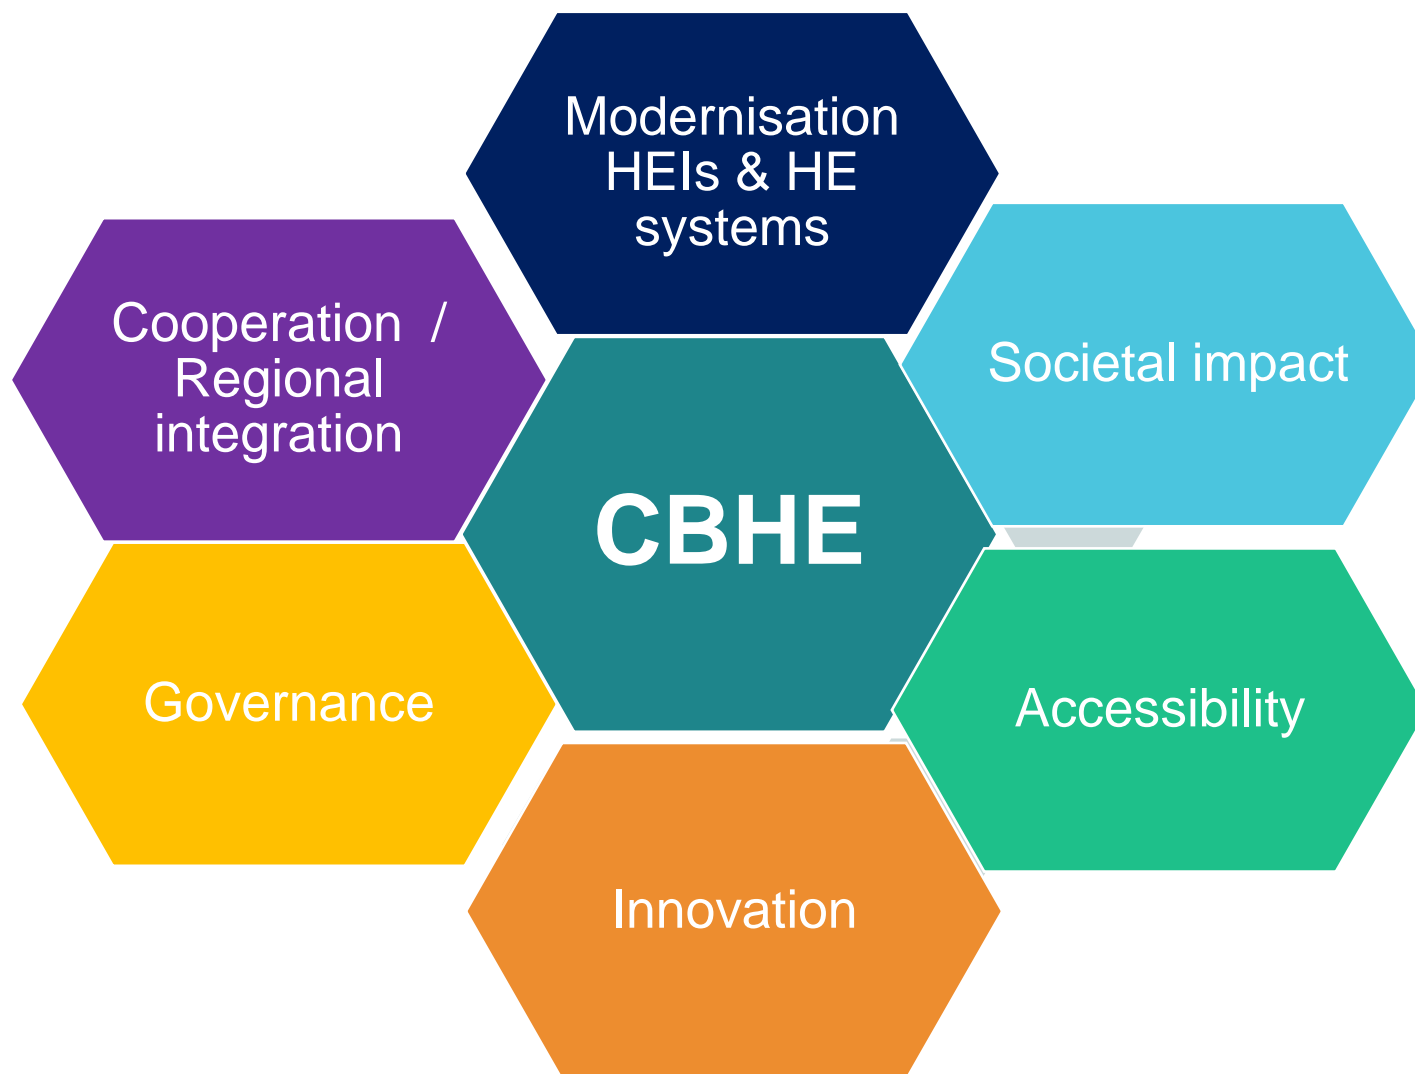 Modernisation
HEIs & HE
systems
Cooperation /
Regional
integration
Societal impact
CBHE
Governance
Accessibility
Innovation